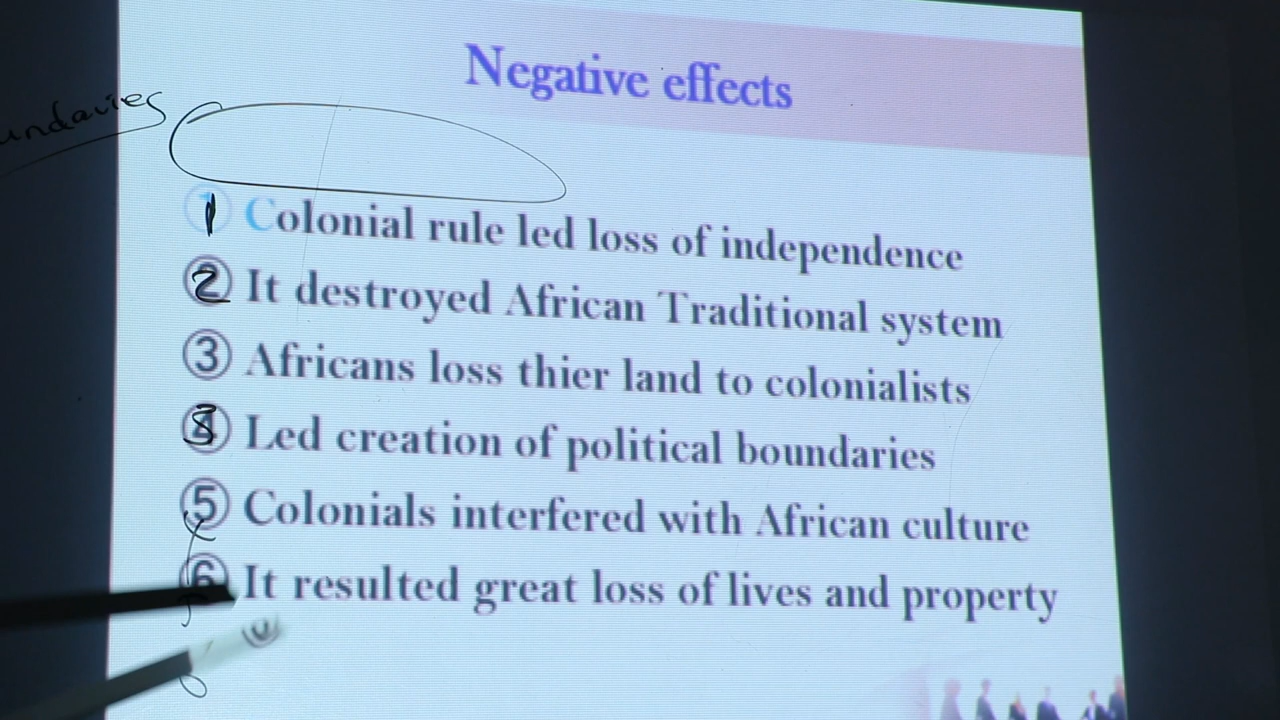 Negative effects
undaries
① Colonial rule led loss of independence
② It destroyed African Traditional system
③ Africans loss thier land to colonialists
④ Led creation of political boundaries
⑤ Colonials interfered with African culture
⑥ It resulted great loss of lives and property